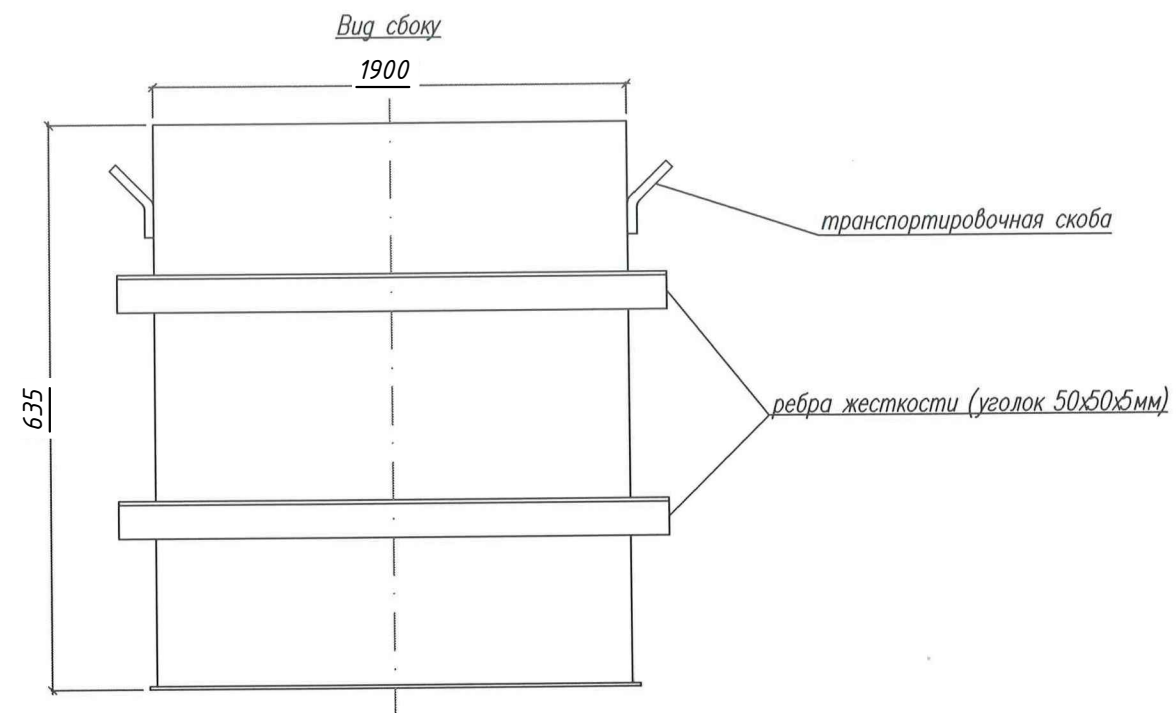 Вид сбоку
1900
транспортировочная скоба
635
ребра жесткости (уголок 50х50х5мм)